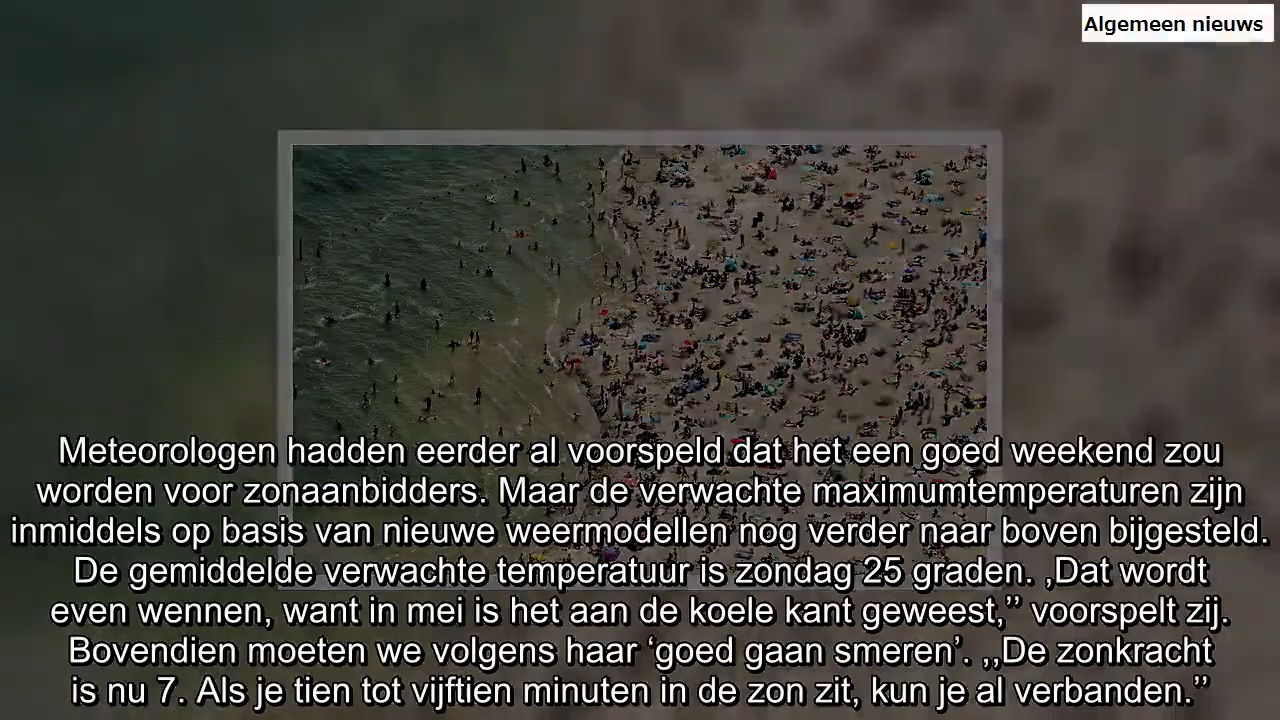 Algemeen nieuws
Meteorologen hadden eerder al voorspeld dat het een goed weekend zou
worden voor zonaanbidders. Maar de verwachte maximumtemperaturen zijn
inmiddels op basis van nieuwe weermodellen nog verder naar boven bijgesteld.
De gemiddelde verwachte temperatuur is zondag 25 graden. ‚Dat wordt
even wennen, want in mei is het aan de koele kant geweest,’’ voorspelt zij.
Bovendien moeten we volgens haar ‘goed gaan smeren’. ,,De zonkracht
is nu 7. Als je tien tot vijftien minuten in de zon zit, kun je al verbanden.’’